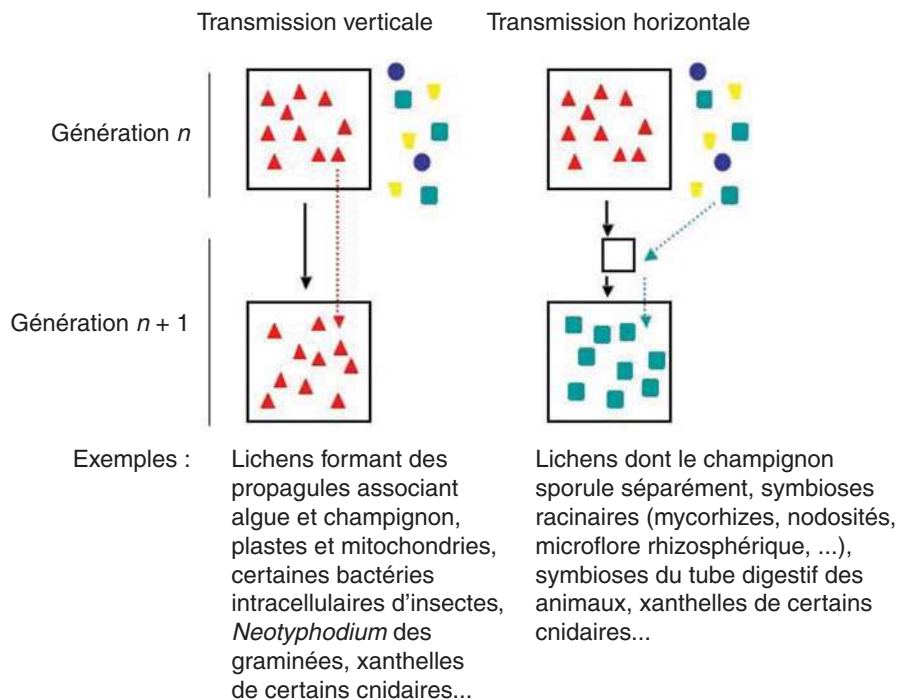 Transmission verticale
Transmission horizontale
Génération n
Génération n + 1
Exemples :
Lichens formant des
propagules associant
algue et champignon,
plastes et mitochondries,
certaines bactéries
intracellulaires d'insectes,
Neotyphodium des
graminées, xanthelles
de certains cnidaires...
Lichens dont le champignon
sporule séparément, symbioses
racinaires (mycorhizes, nodosités,
microflore rhizosphérique, ...),
symbioses du tube digestif des
animaux, xanthelles de certains
cnidaires...